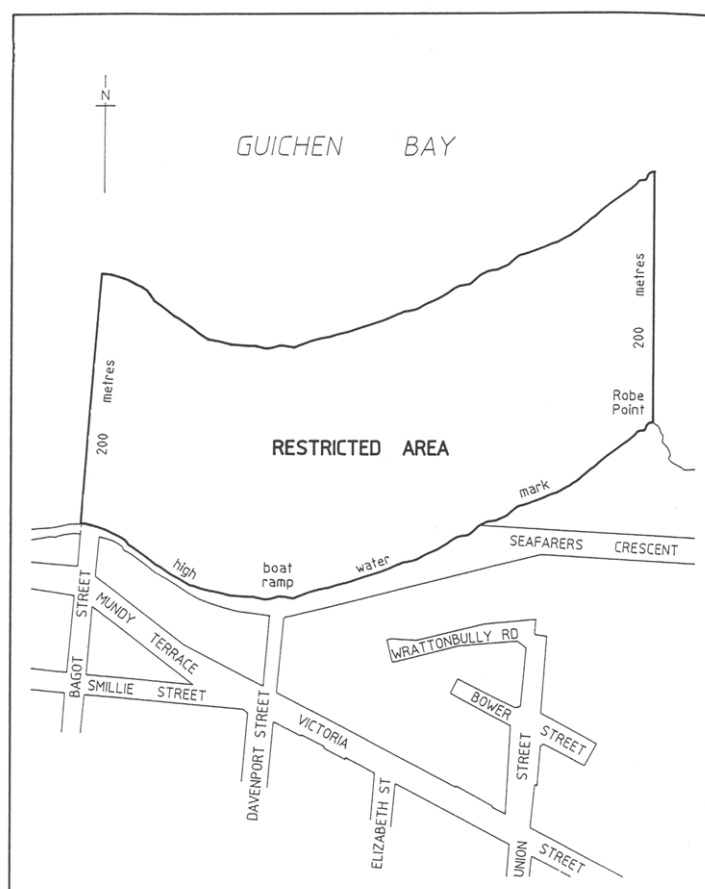 N
GUICHEN BAY
200 metres
200 metres
Robe
Point
RESTRICTED AREA
mark
high
boat
ramp
water
SEAFARERS CRESCENT
BAGOT STREET
MUNDY TERRACE
SMILLIE STREET
DAVENPORT STREET
VICTORIA STREET
ELIZABETH ST
WRATTONBULLY RD
BOWER STREET
UNION STREET